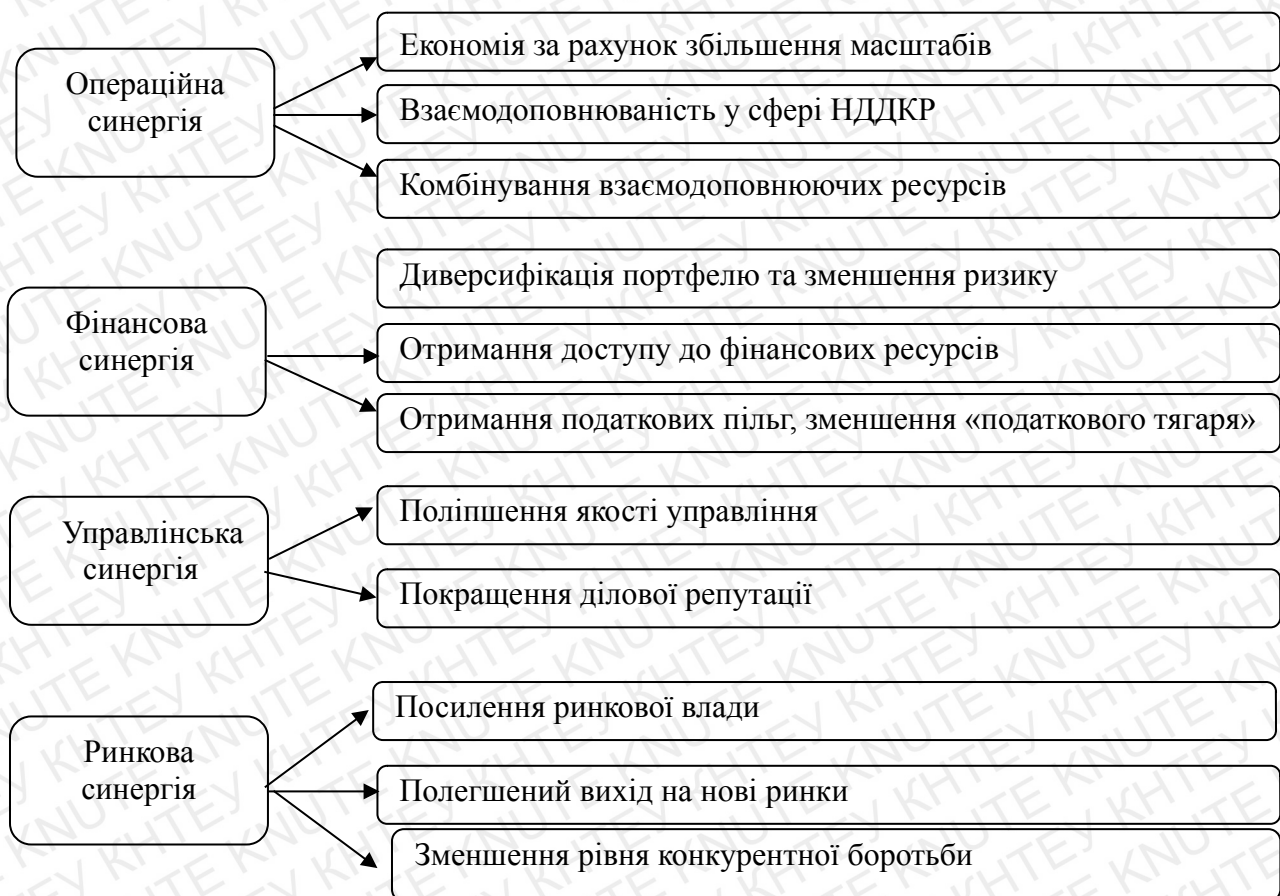 Операційна
синергія
Економія за рахунок збільшення масштабів
Взаємодоповнюваність у сфері НДДКР
Комбінування взаємодоповнюючих ресурсів
Фінансова
синергія
Диверсифікація портфелю та зменшення ризику
Отримання доступу до фінансових ресурсів
Отримання податкових пільг, зменшення «податкового тягаря»
Управлінська
синергія
Поліпшення якості управління
Покращення ділової репутації
Ринкова
синергія
Посилення ринкової влади
Полегшений вихід на нові ринки
Зменшення рівня конкурентної боротьби
KNUTE КНТЕУ